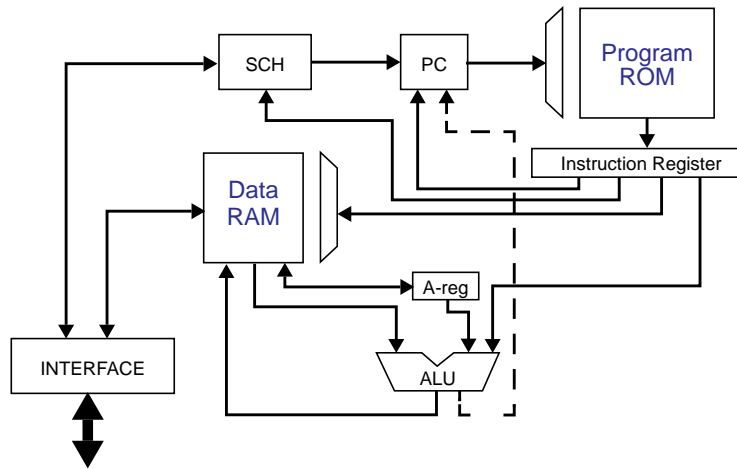 SCH
PC
Program
ROM
Instruction Register
Data
RAM
A-reg
INTERFACE
ALU